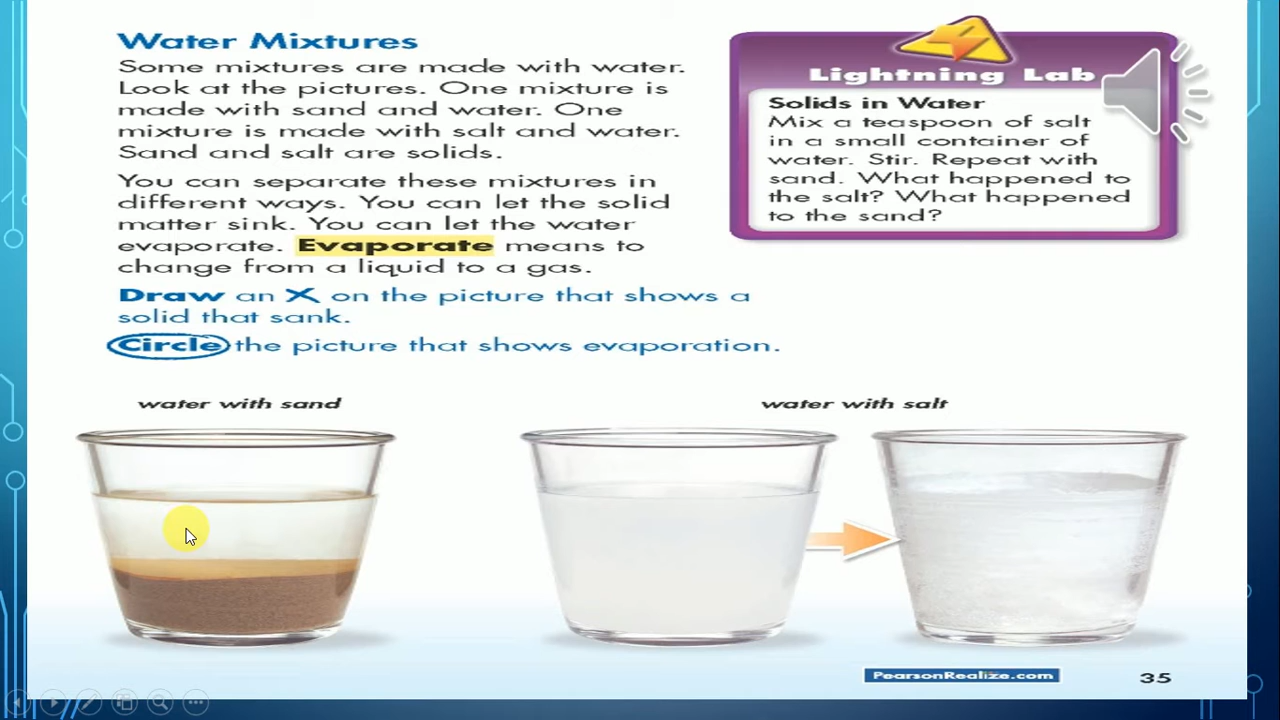 Water Mixtures
Some mixtures are made with water.
Look at the pictures. One mixture is
made with sand and water. One
mixture is made with salt and water.
Sand and salt are solids.
You can separate these mixtures in
different ways. You can let the solid
matter sink. You can let the water
evaporate. Evaporate means to
change from a liquid to a gas.
Draw an X on the picture that shows a
solid that sank.
Circle the picture that shows evaporation.
Lightning Lab
Solids in Water
Mix a teaspoon of salt
in a small container of
water. Stir. Repeat with
sand. What happened to
the salt? What happened
to the sand?
water with sand
water with salt
PearsonRealize.com
35